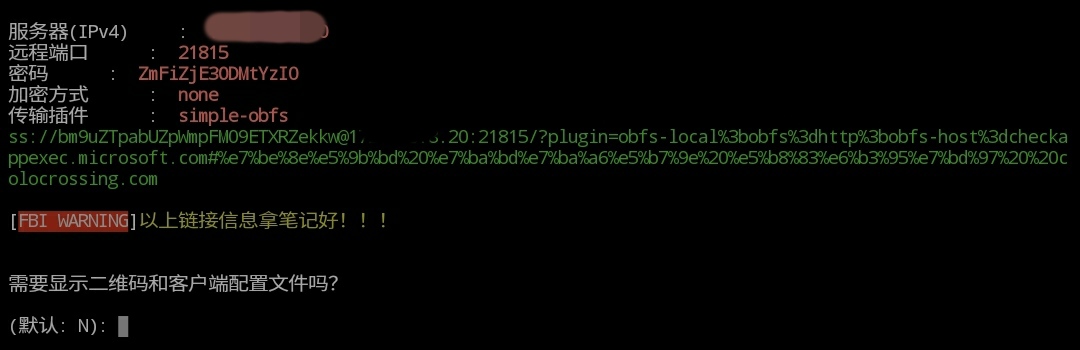 服务器(IPv4) : 0
远程端口 : 21815
密码 : ZmFiZjE3ODMtYzI0
加密方式 : none
传输插件 : simple-obfs
ss://bm9uZTpabUZpWmpFM09ETXRZekkw@1 .20:21815/?plugin=obfs-local%3bobfs%3dhttp%3bobfs-host%3dchecka
ppexec.microsoft.com#%e7%be%8e%e5%9b%bd%20%e7%ba%bd%e7%ba%a6%e5%b7%9e%20%e5%b8%83%e6%b3%95%e7%bd%97%20%20c
olocrossing.com
[FBI WARNING]以上链接信息拿笔记好！！！
需要显示二维码和客户端配置文件吗？
(默认: N):